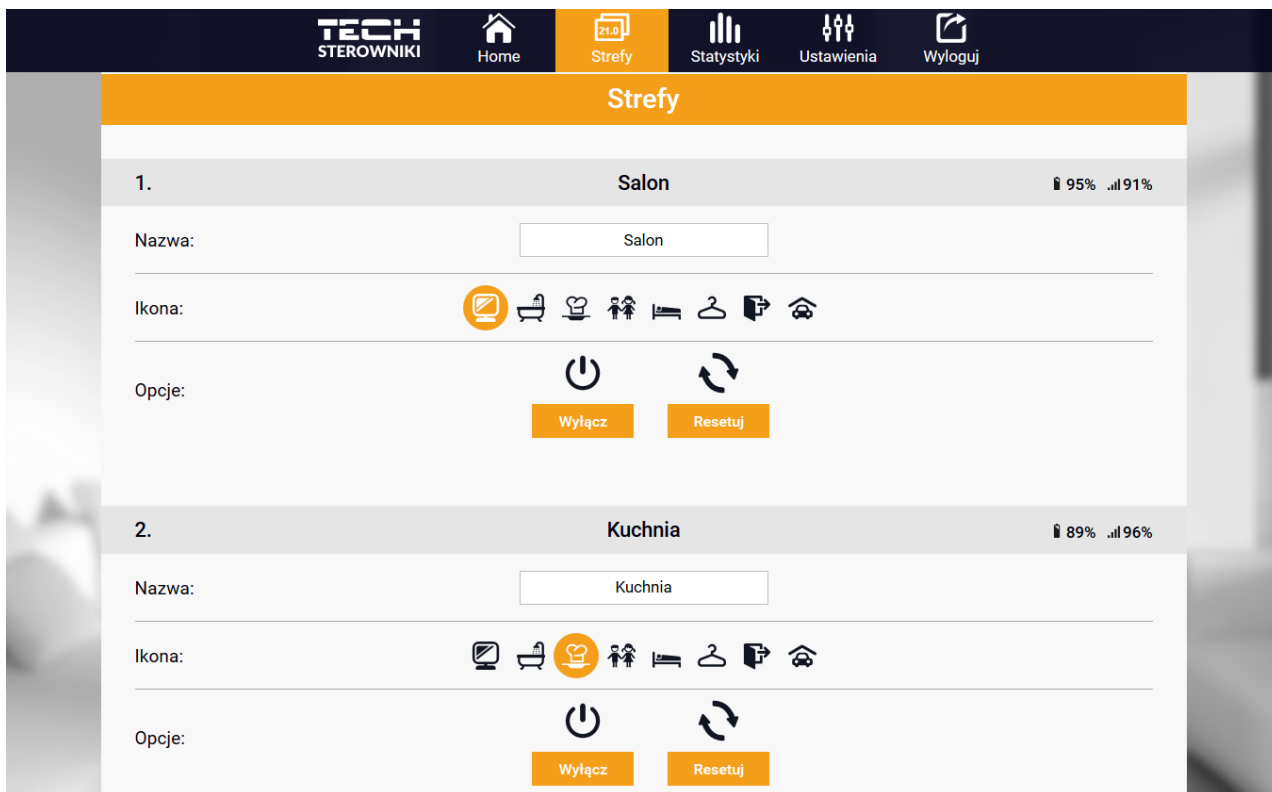 TECH
STEROWNIKI
Home
21.0
Strefy
Statystyki
Ustawienia
Wyloguj
Strefy
1.
Salon
95%
91%
Nazwa:
Salon
Ikona:
Opcje:
Wyłącz
Resetuj
2.
Kuchnia
89%
96%
Nazwa:
Kuchnia
Ikona:
Opcje:
Wyłącz
Resetuj